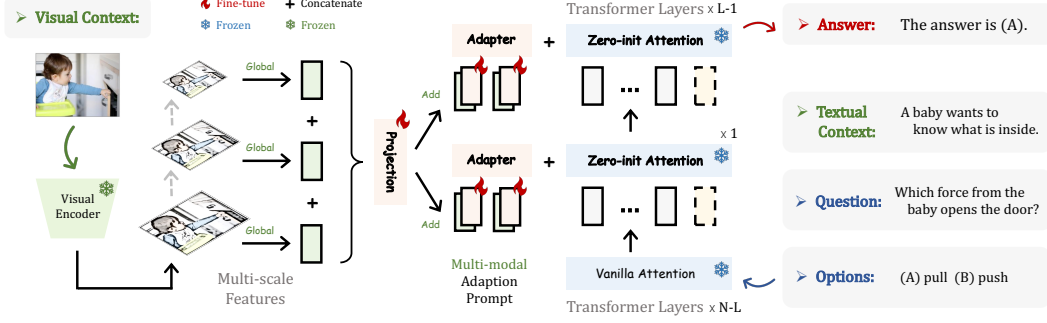 Visual Context:
Fine-tune
Concatenate
Frozen
Frozen
Visual
Encoder
Global
Global
Global
+
+
Multi-scale
Features
Projection
Add
Add
Transformer Layers x L-1
Adapter
+
Zero-init Attention
...
x 1
Adapter
+
Zero-init Attention
...
Multi-modal
Adaption
Prompt
Vanilla Attention
Transformer Layers x N-L
Answer: The answer is (A).
Textual
Context:
A baby wants to
know what is inside.
Question:
Which force from the
baby opens the door?
Options: (A) pull (B) push